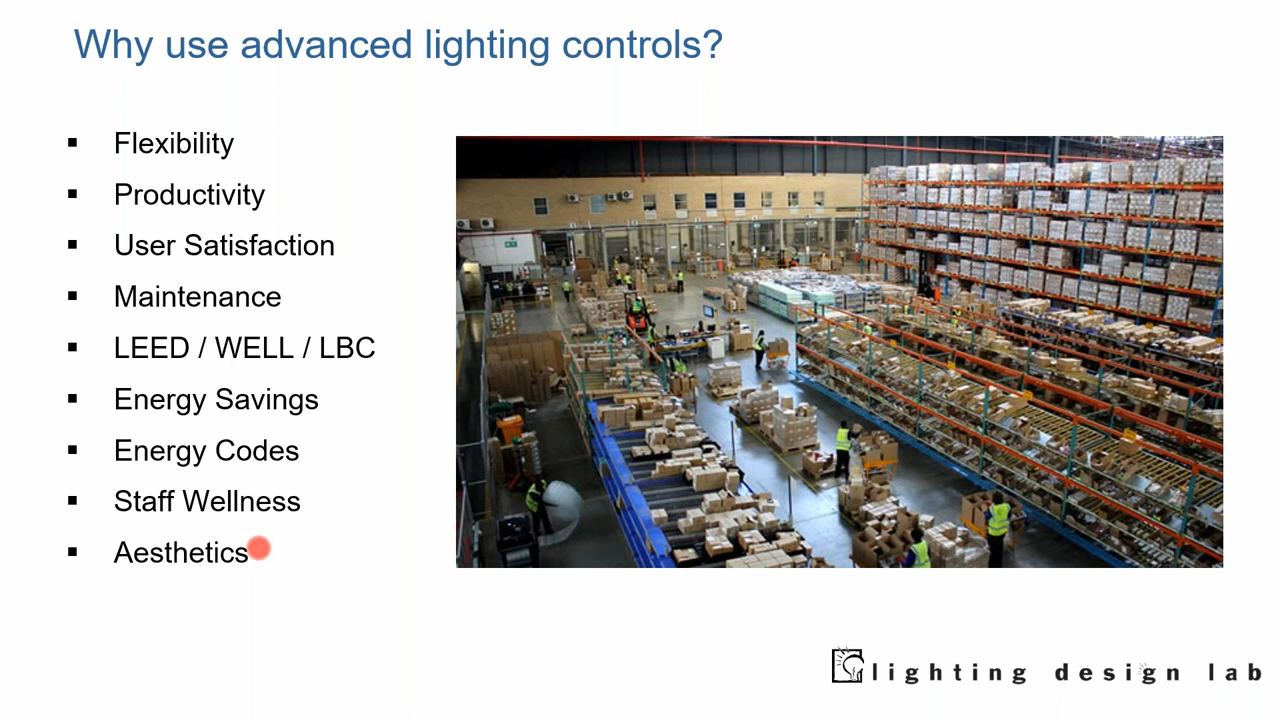 Why use advanced lighting controls?
▪ Flexibility
▪ Productivity
▪ User Satisfaction
▪ Maintenance
▪ LEED / WELL / LBC
▪ Energy Savings
▪ Energy Codes
▪ Staff Wellness
▪ Aesthetics
lighting design lab